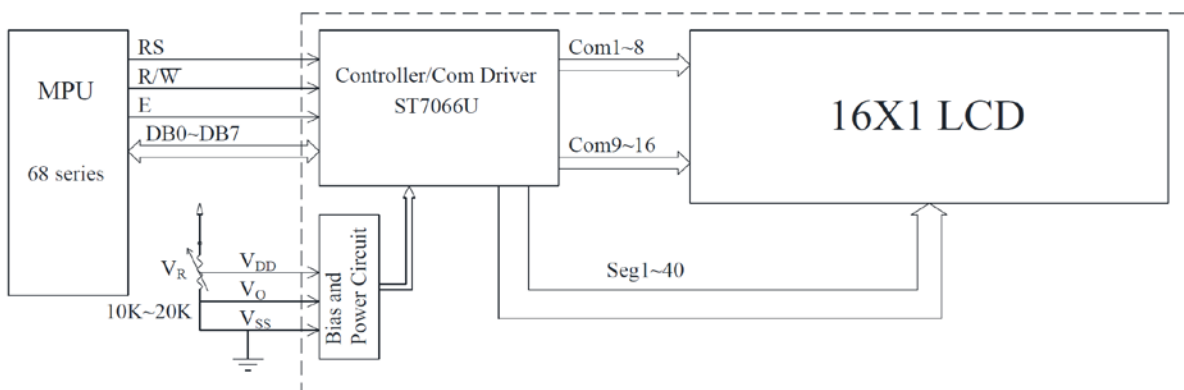 RS
R/W̅
E
DB0~DB7
MPU
68 series
Controller/Com Driver
ST7066U
Com1~8
Com9~16
16X1 LCD
Seg1~40
V_R
10K~20K
V_DD
V_O
V_SS
Bias and
Power Circuit